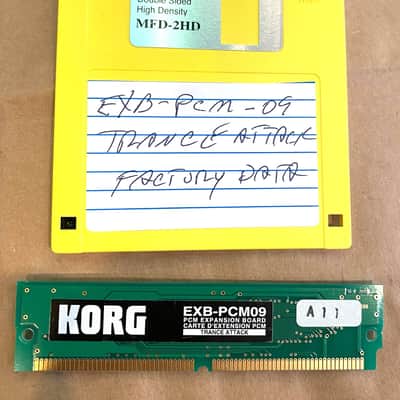 Double Sided
High Density
MFD-2HD
EXB-PCM-09
TRANCE ATTACK
FACTORY DATA
KORG
EXB-PCM09
PCM EXPANSION BOARD
CARTE D'EXTENSION PCM
TRANCE ATTACK
A11